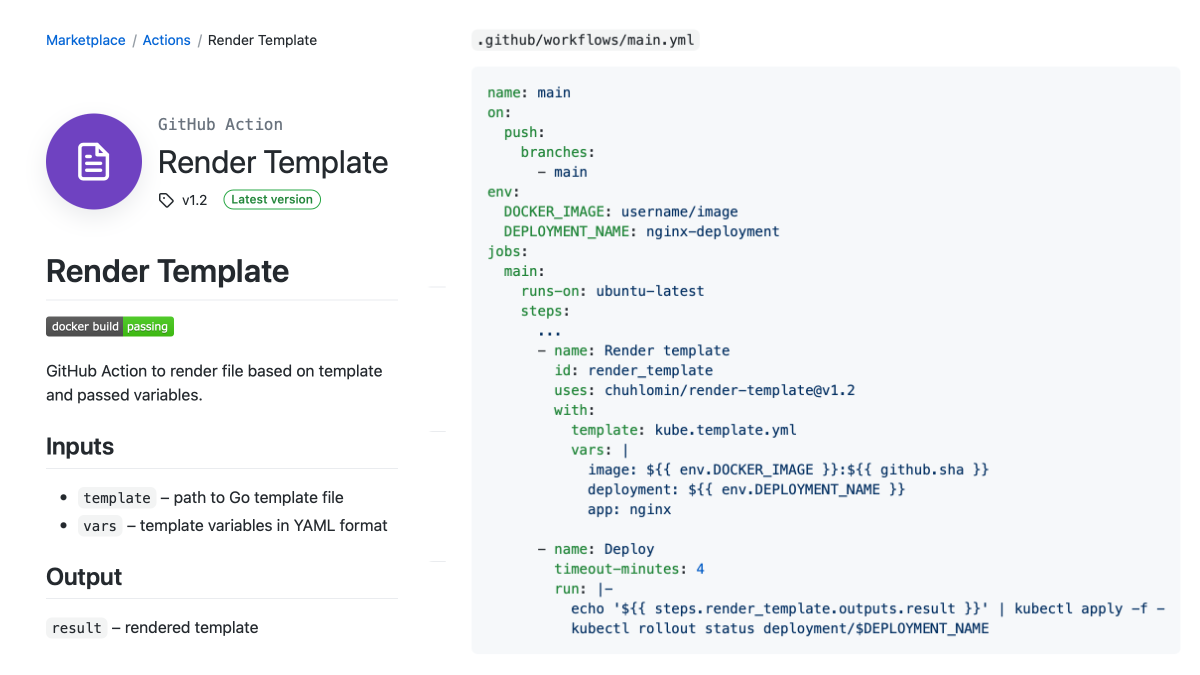 Marketplace / Actions / Render Template
GitHub Action
Render Template
v1.2 Latest version
Render Template
docker build passing
GitHub Action to render file based on template
and passed variables.
Inputs
• template – path to Go template file
• vars – template variables in YAML format
Output
result – rendered template
.github/workflows/main.yml
name: main
on:
  push:
    branches:
      - main
env:
  DOCKER_IMAGE: username/image
  DEPLOYMENT_NAME: nginx-deployment
jobs:
  main:
    runs-on: ubuntu-latest
    steps:
      ...
      - name: Render template
        id: render_template
        uses: chuhlomin/render-template@v1.2
        with:
          template: kube.template.yml
          vars: |
            image: ${{ env.DOCKER_IMAGE }}:${{ github.sha }}
            deployment: ${{ env.DEPLOYMENT_NAME }}
            app: nginx
      - name: Deploy
        timeout-minutes: 4
        run: |-
          echo '${{ steps.render_template.outputs.result }}' | kubectl apply -f -
          kubectl rollout status deployment/$DEPLOYMENT_NAME